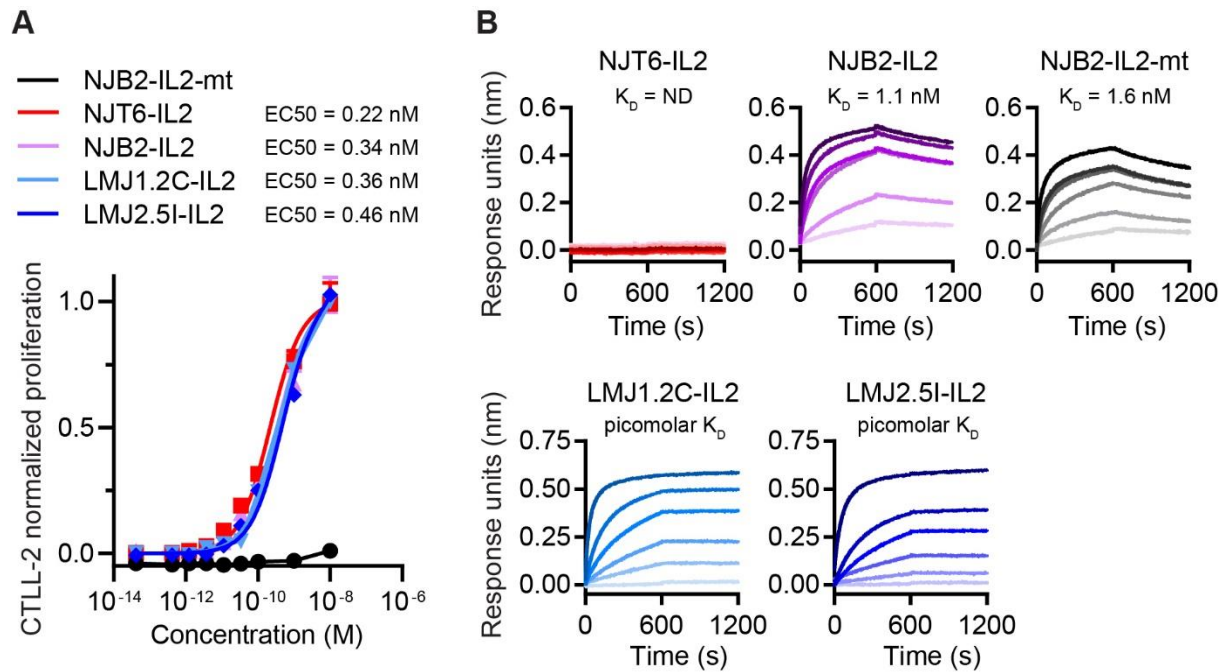 A
NJB2-IL2-mt
NJT6-IL2 EC50 = 0.22 nM
NJB2-IL2 EC50 = 0.34 nM
LMJ1.2C-IL2 EC50 = 0.36 nM
LMJ2.5I-IL2 EC50 = 0.46 nM
CTLL-2 normalized proliferation
1.0
0.5
0.0
10⁻¹⁴ 10⁻¹² 10⁻¹⁰ 10⁻⁸ 10⁻⁶
Concentration (M)
B
NJT6-IL2 NJB2-IL2 NJB2-IL2-mt
K_D = ND K_D = 1.1 nM K_D = 1.6 nM
Response units (nm)
0.6 0.6 0.6
0.4 0.4 0.4
0.2 0.2 0.2
0.0 0.0 0.0
0 600 1200 0 600 1200 0 600 1200
Time (s) Time (s) Time (s)
LMJ1.2C-IL2 LMJ2.5I-IL2
picomolar K_D picomolar K_D
Response units (nm)
0.75 0.75
0.50 0.50
0.25 0.25
0.00 0.00
0 600 1200 0 600 1200
Time (s) Time (s)